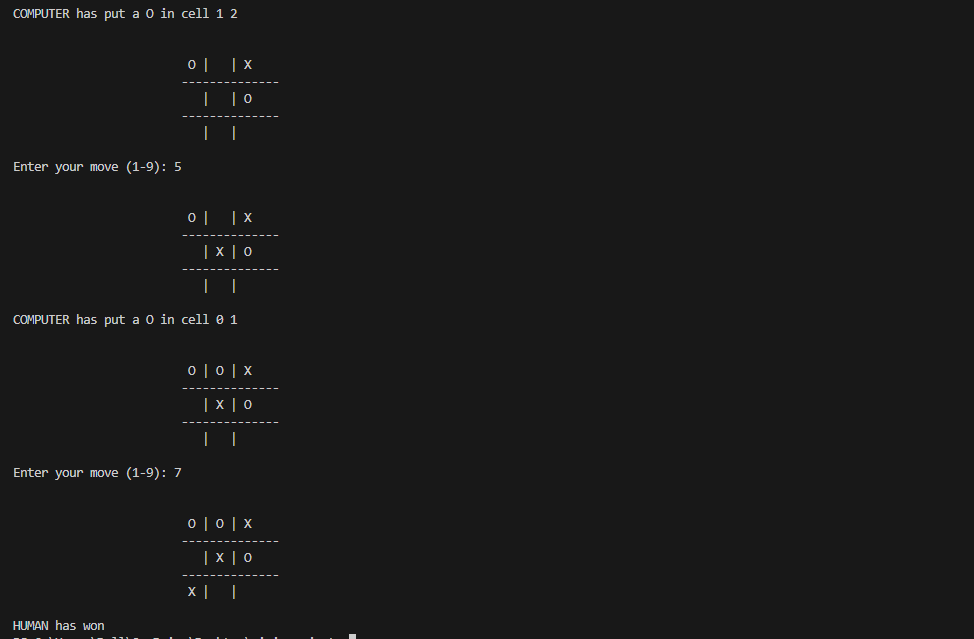 COMPUTER has put a O in cell 1 2
O |   | X
--------------
  |   | O
--------------
  |   |
Enter your move (1-9): 5
O |   | X
--------------
  | X | O
--------------
  |   |
COMPUTER has put a O in cell 0 1
O | O | X
--------------
  | X | O
--------------
  |   |
Enter your move (1-9): 7
O | O | X
--------------
  | X | O
--------------
X |   |
HUMAN has won